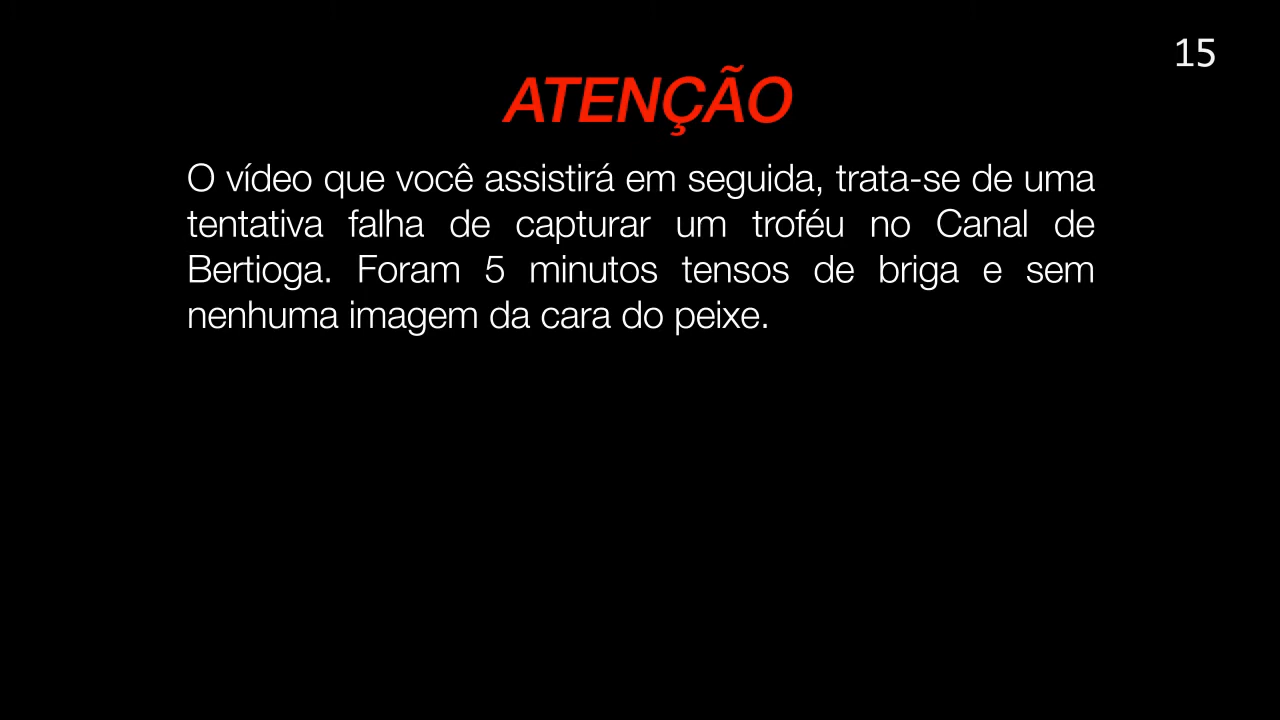 15
ATENÇÃO
O vídeo que você assistirá em seguida, trata-se de uma
tentativa falha de capturar um troféu no Canal de
Bertioga. Foram 5 minutos tensos de briga e sem
nenhuma imagem da cara do peixe.